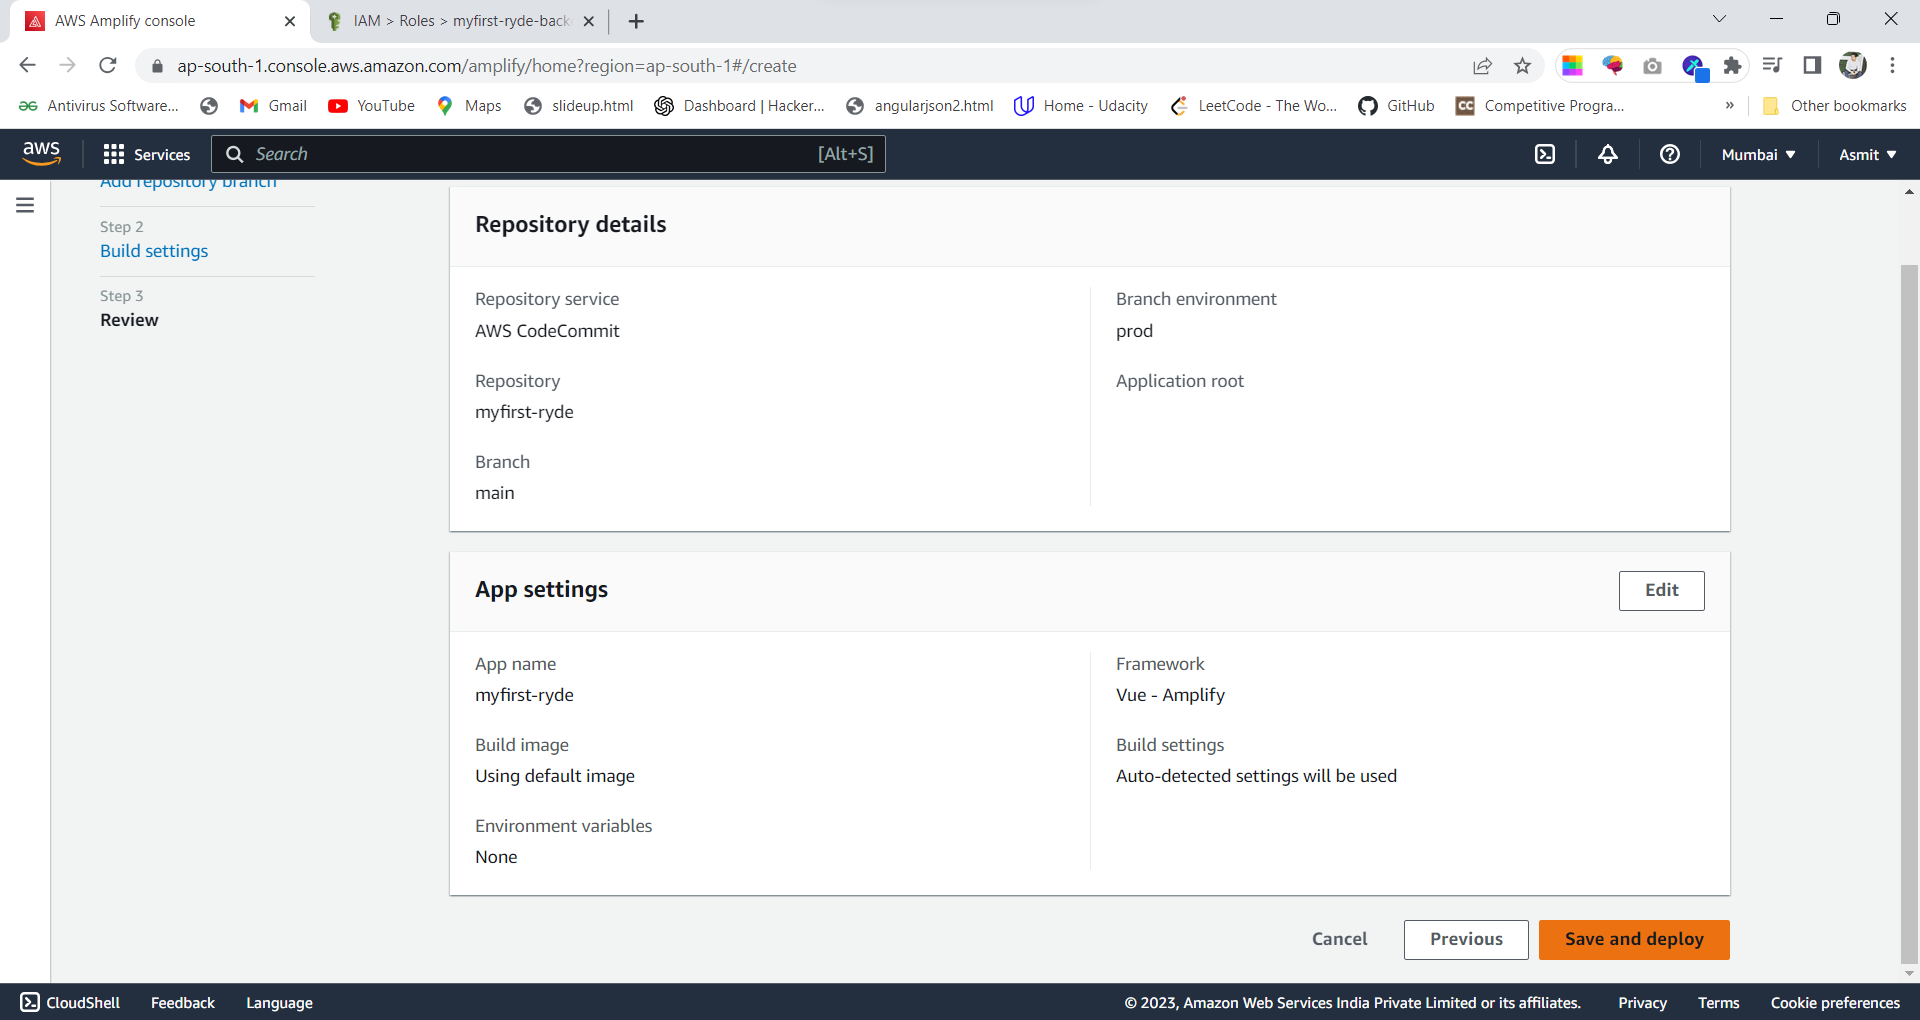 AWS Amplify console
IAM > Roles > myfirst-ryde-back
ap-south-1.console.aws.amazon.com/amplify/home?region=ap-south-1#/create
Antivirus Software... Gmail YouTube Maps slideup.html Dashboard | Hacker... angularjson2.html Home - Udacity LeetCode - The Wo... GitHub CC Competitive Progra... » Other bookmarks
aws Services Search [Alt+S] Mumbai Asmit
Add repository branch
Step 2
Build settings
Step 3
Review
Repository details
Repository service
AWS CodeCommit
Repository
myfirst-ryde
Branch
main
Branch environment
prod
Application root
App settings
Edit
App name
myfirst-ryde
Build image
Using default image
Environment variables
None
Framework
Vue - Amplify
Build settings
Auto-detected settings will be used
Cancel Previous Save and deploy
CloudShell Feedback Language © 2023, Amazon Web Services India Private Limited or its affiliates. Privacy Terms Cookie preferences